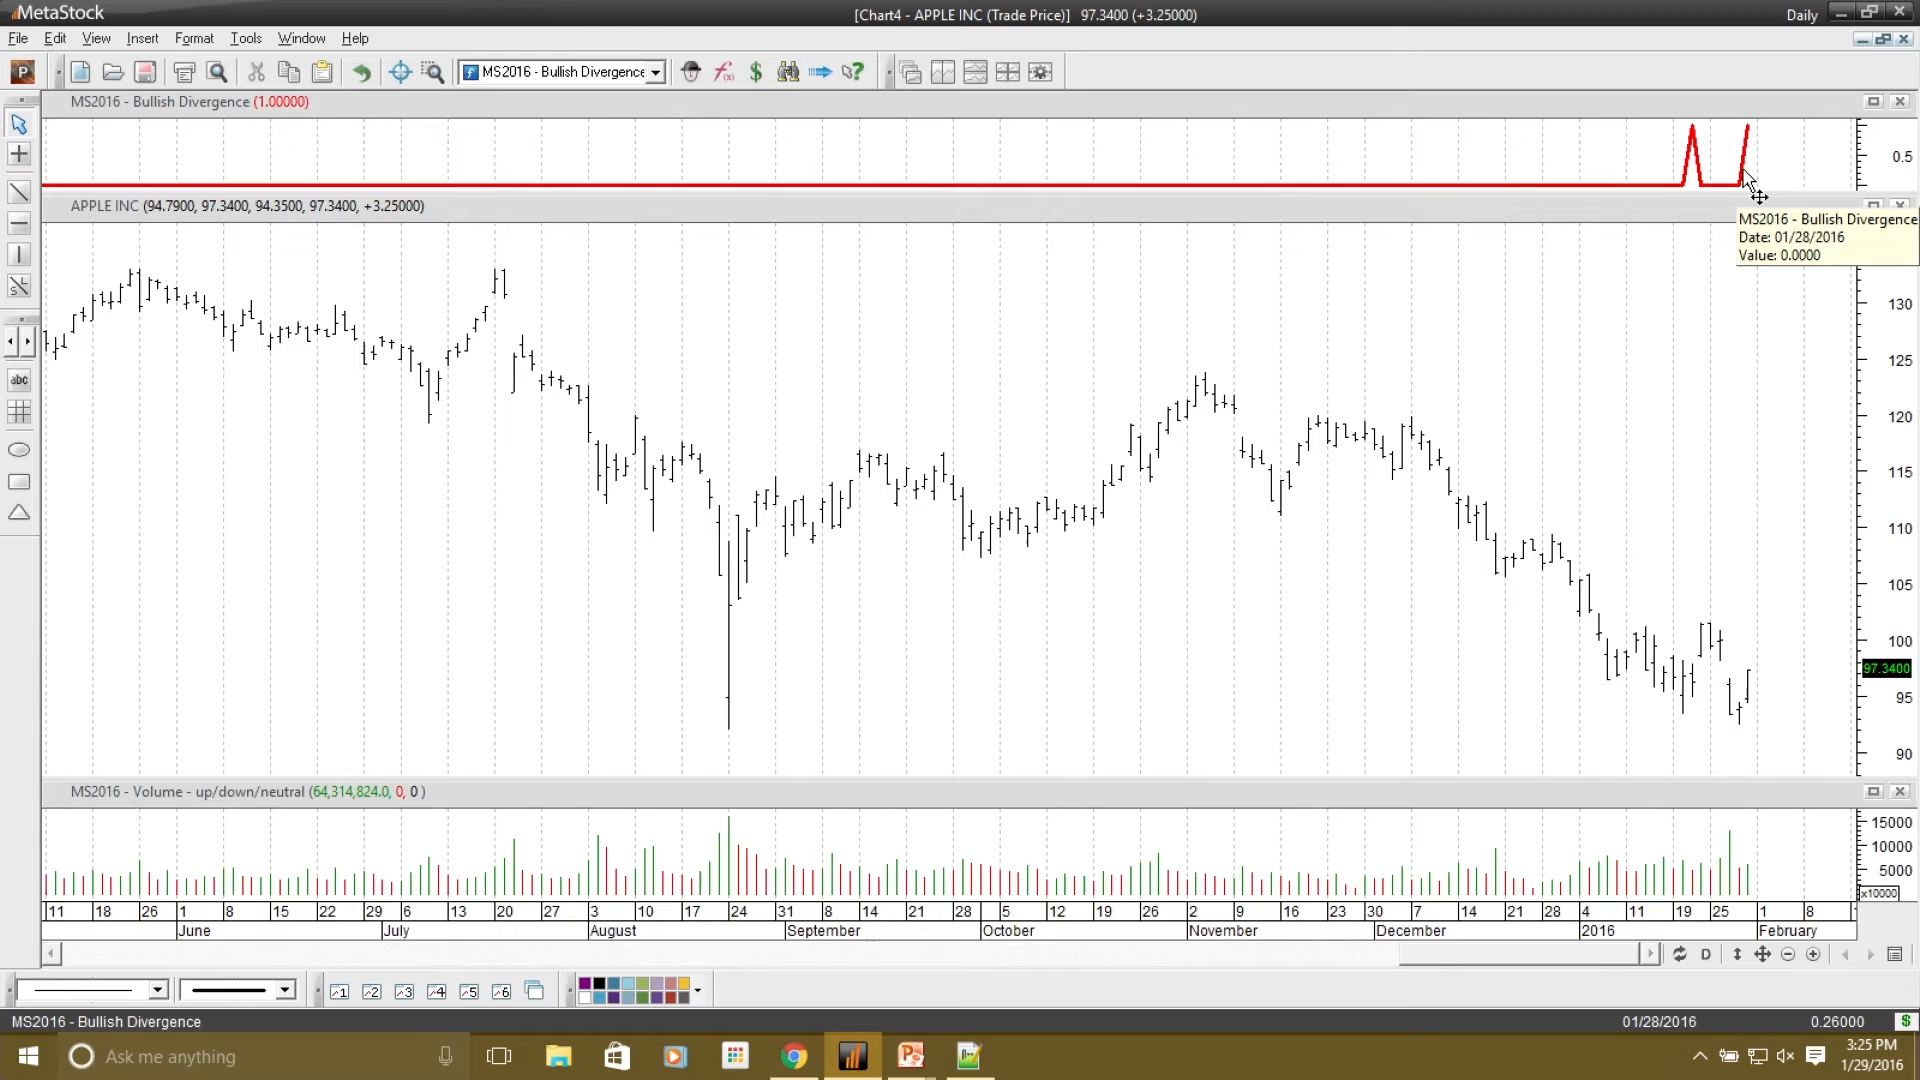 MetaStock
[Chart4 - APPLE INC (Trade Price)] 97.3400 (+3.25000)
Daily
File Edit View Insert Format Tools Window Help
MS2016 - Bullish Divergence
MS2016 - Bullish Divergence (1.00000)
0.5
APPLE INC (94.7900, 97.3400, 94.3500, 97.3400, +3.25000)
MS2016 - Bullish Divergence
Date: 01/28/2016
Value: 0.0000
130
125
120
115
110
105
100
97.3400
95
90
abc
MS2016 - Volume - up/down/neutral (64,314,824.0, 0, 0 )
15000
10000
5000
x10000
11 18 26 1 8 15 22 29 6 13 20 27 3 10 17 24 31 8 14 21 28 5 12 19 26 2 9 16 23 30 7 14 21 28 4 11 19 25 1 8
June July August September October November December 2016 February
D
1 2 3 4 5 6
MS2016 - Bullish Divergence
01/28/2016 0.26000 $
Ask me anything
3:25 PM
1/29/2016